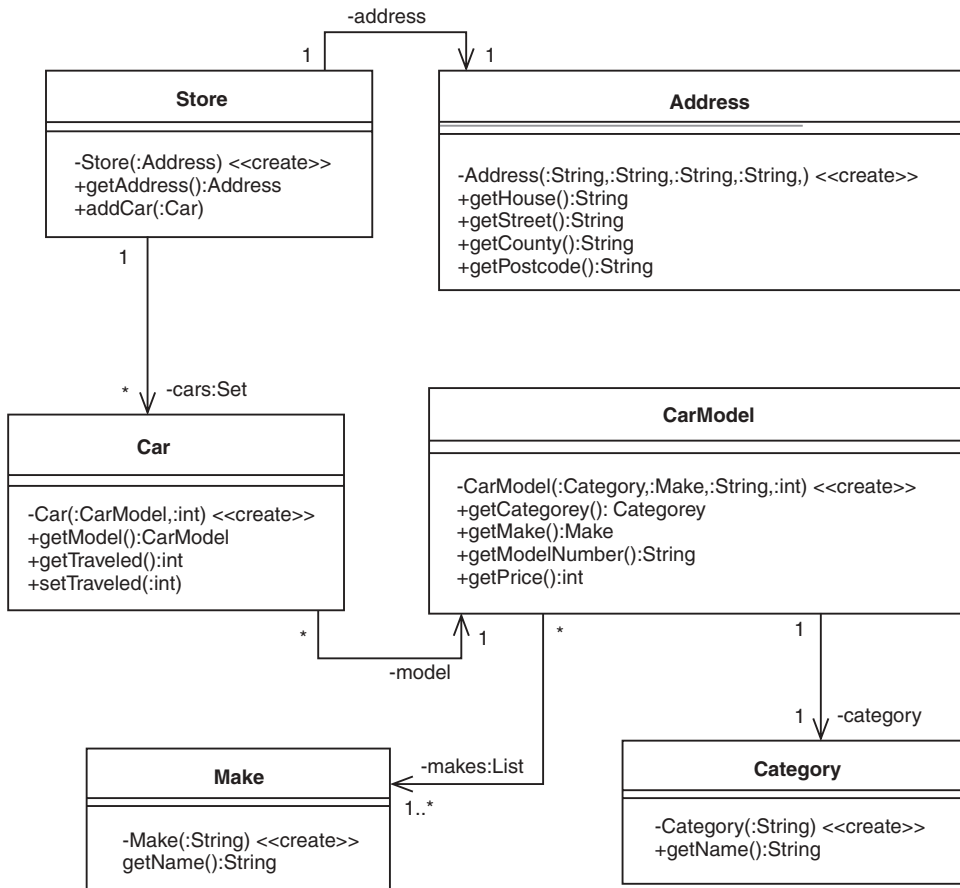 -address
1
1
Store
-Store(:Address) <<create>>
+getAddress():Address
+addCar(:Car)
Address
-Address(:String,:String,:String,:String,) <<create>>
+getHouse():String
+getStreet():String
+getCounty():String
+getPostcode():String
1
* -cars:Set
Car
-Car(:CarModel,:int) <<create>>
+getModel():CarModel
+getTraveled():int
+setTraveled(:int)
CarModel
-CarModel(:Category,:Make,:String,:int) <<create>>
+getCategorey(): Categorey
+getMake():Make
+getModelNumber():String
+getPrice():int
*
1
-model
*
1
1 -category
-makes:List
1..*
Make
-Make(:String) <<create>>
getName():String
Category
-Category(:String) <<create>>
+getName():String